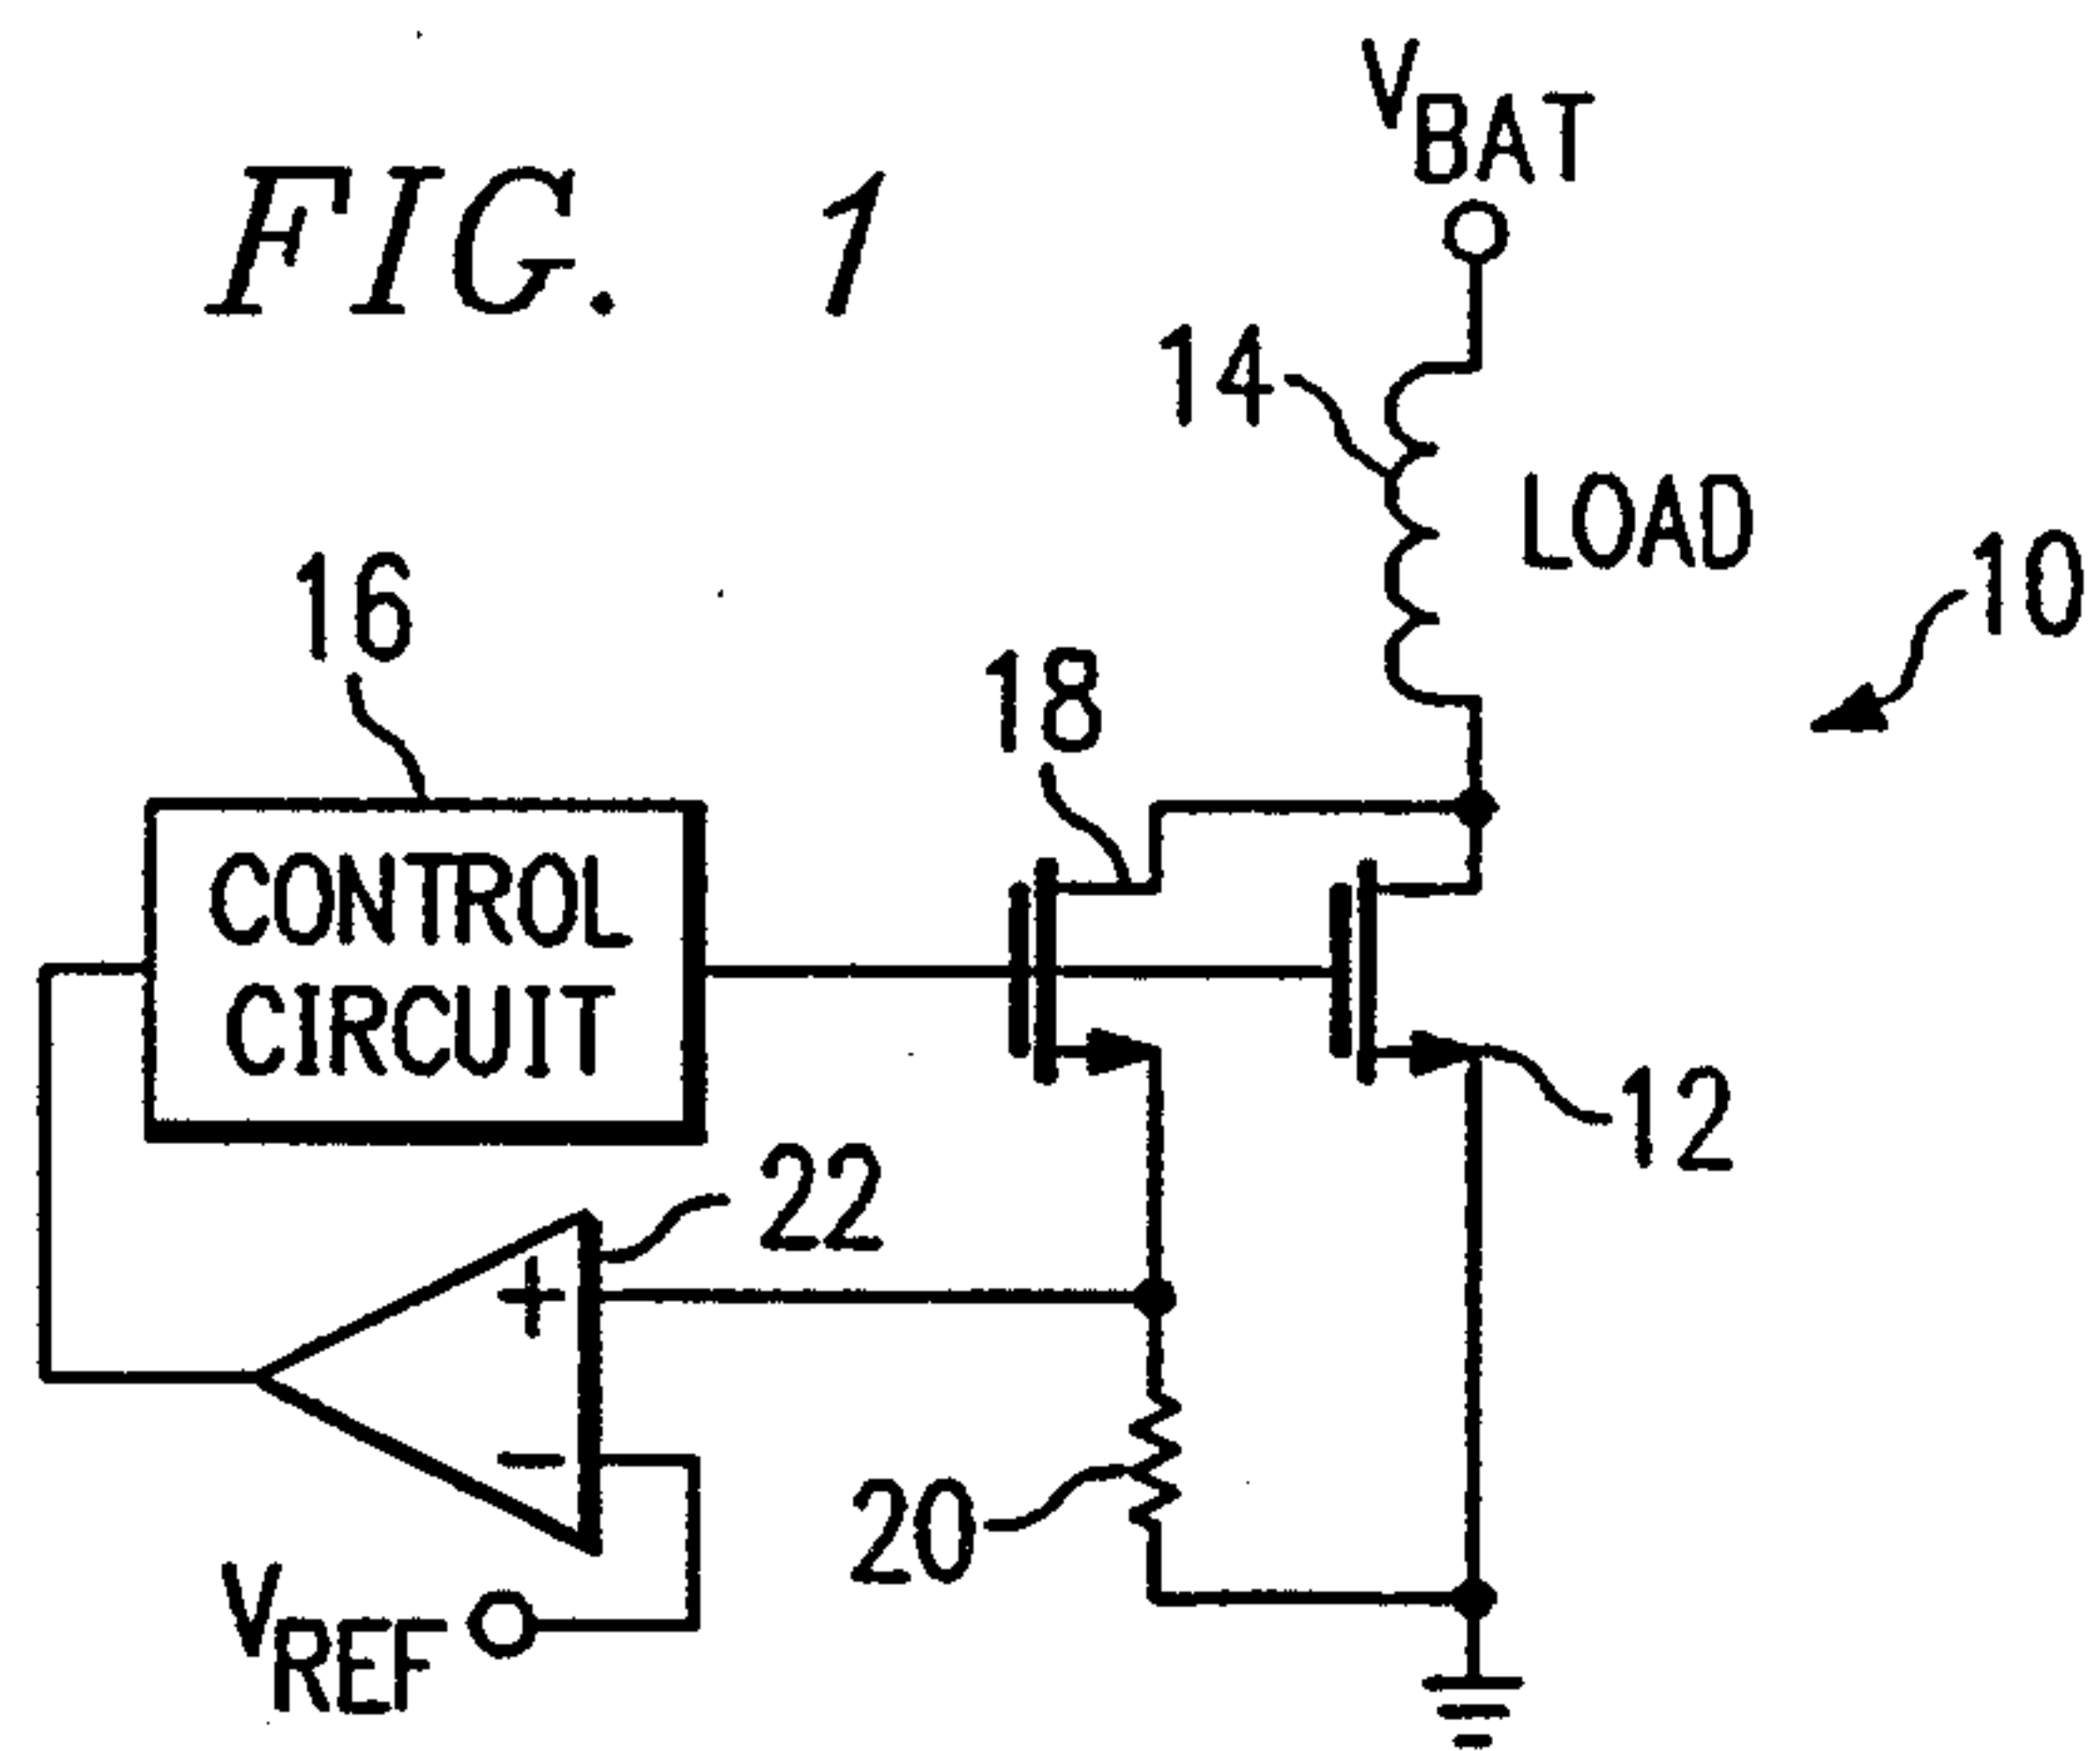 FIG. 1
VBAT
14
LOAD
10
16
18
CONTROL
CIRCUIT
12
22
+
−
20
VREF